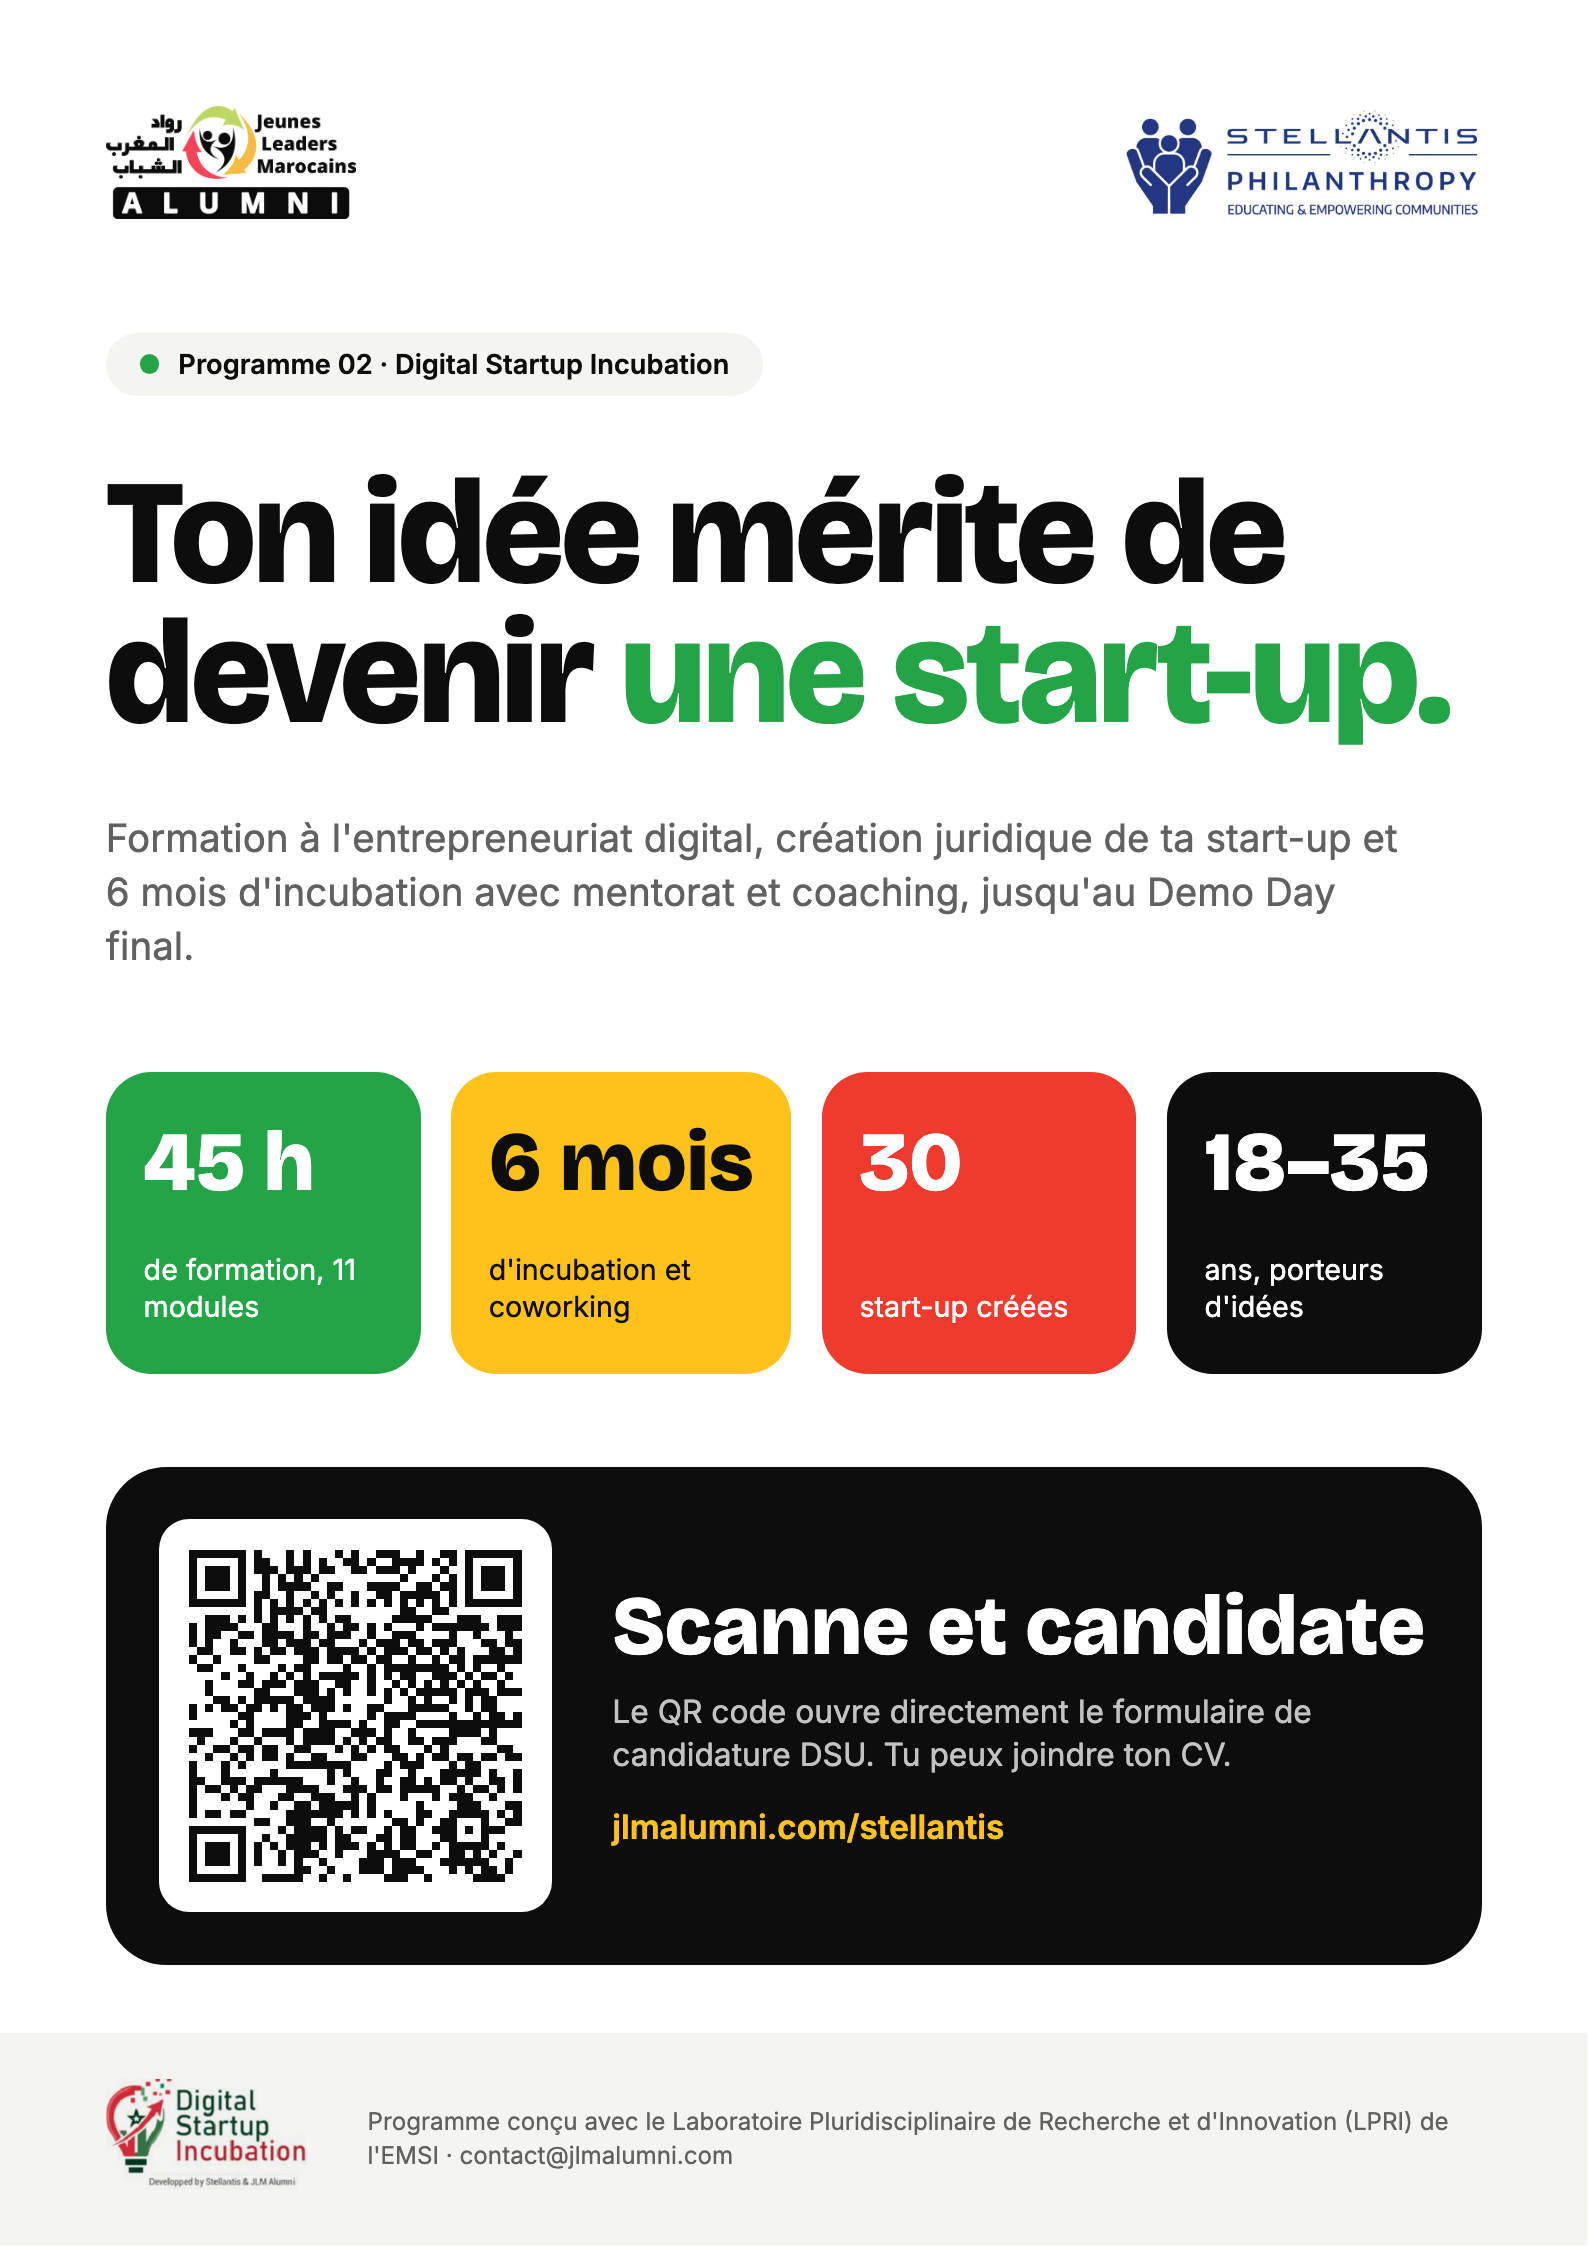 رواد
المغرب
الشباب
Jeunes
Leaders
Marocains
ALUMNI
STELLANTIS
PHILANTHROPY
EDUCATING & EMPOWERING COMMUNITIES
Programme 02 · Digital Startup Incubation
Ton idée mérite de
devenir une start-up.
Formation à l'entrepreneuriat digital, création juridique de ta start-up et
6 mois d'incubation avec mentorat et coaching, jusqu'au Demo Day
final.
45 h
de formation, 11
modules
6 mois
d'incubation et
coworking
30
start-up créées
18–35
ans, porteurs
d'idées
Scanne et candidate
Le QR code ouvre directement le formulaire de
candidature DSU. Tu peux joindre ton CV.
jlmalumni.com/stellantis
Digital
Startup
Incubation
Developped by Stellantis & JLM Alumni
Programme conçu avec le Laboratoire Pluridisciplinaire de Recherche et d'Innovation (LPRI) de
l'EMSI · contact@jlmalumni.com